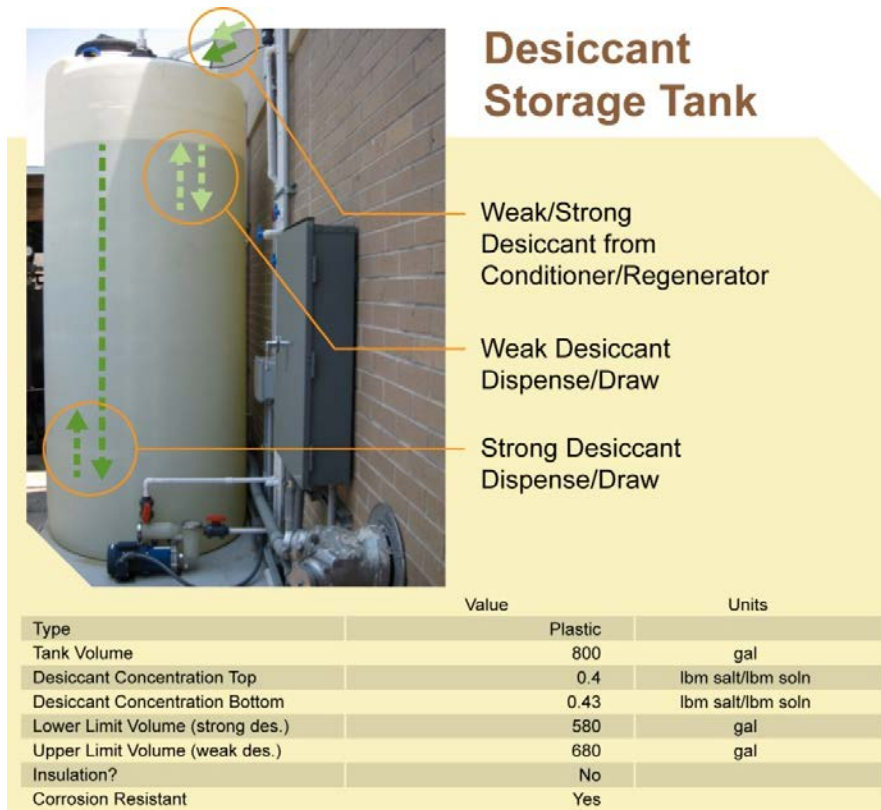 Desiccant
Storage Tank
Weak/Strong
Desiccant from
Conditioner/Regenerator
Weak Desiccant
Dispense/Draw
Strong Desiccant
Dispense/Draw
Value Units
Type Plastic
Tank Volume 800 gal
Desiccant Concentration Top 0.4 lbm salt/lbm soln
Desiccant Concentration Bottom 0.43 lbm salt/lbm soln
Lower Limit Volume (strong des.) 580 gal
Upper Limit Volume (weak des.) 680 gal
Insulation? No
Corrosion Resistant Yes